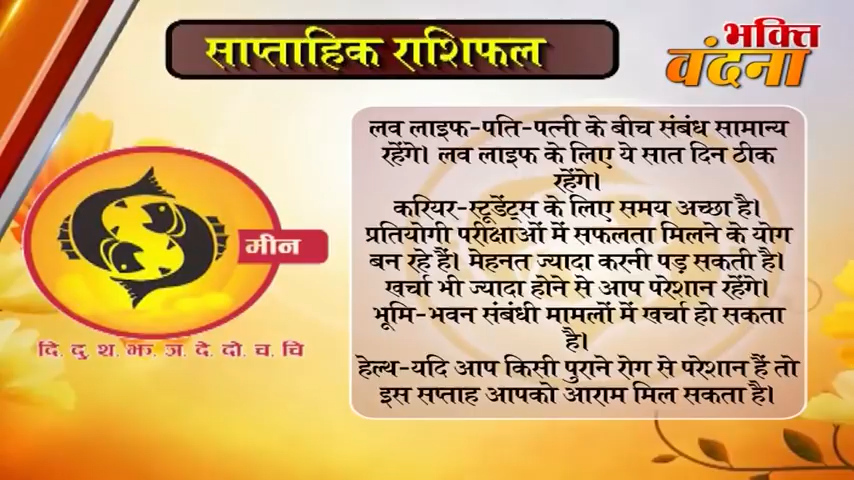 साप्ताहिक राशिफल
भक्ति
वंदना
लव लाइफ-पति-पत्नी के बीच संबंध सामान्य
रहेंगे। लव लाइफ के लिए ये सात दिन ठीक
रहेंगे।
करियर-स्टूडेंट्स के लिए समय अच्छा है।
प्रतियोगी परीक्षाओं में सफलता मिलने के योग
बन रहे हैं। मेहनत ज्यादा करनी पड़ सकती है।
खर्चा भी ज्यादा होने से आप परेशान रहेंगे।
भूमि-भवन संबंधी मामलों में खर्चा हो सकता
है।
हेल्थ-यदि आप किसी पुराने रोग से परेशान हैं तो
इस सप्ताह आपको आराम मिल सकता है।
मीन
दि. दु. श. झ. ज. दे. दो. च. चि